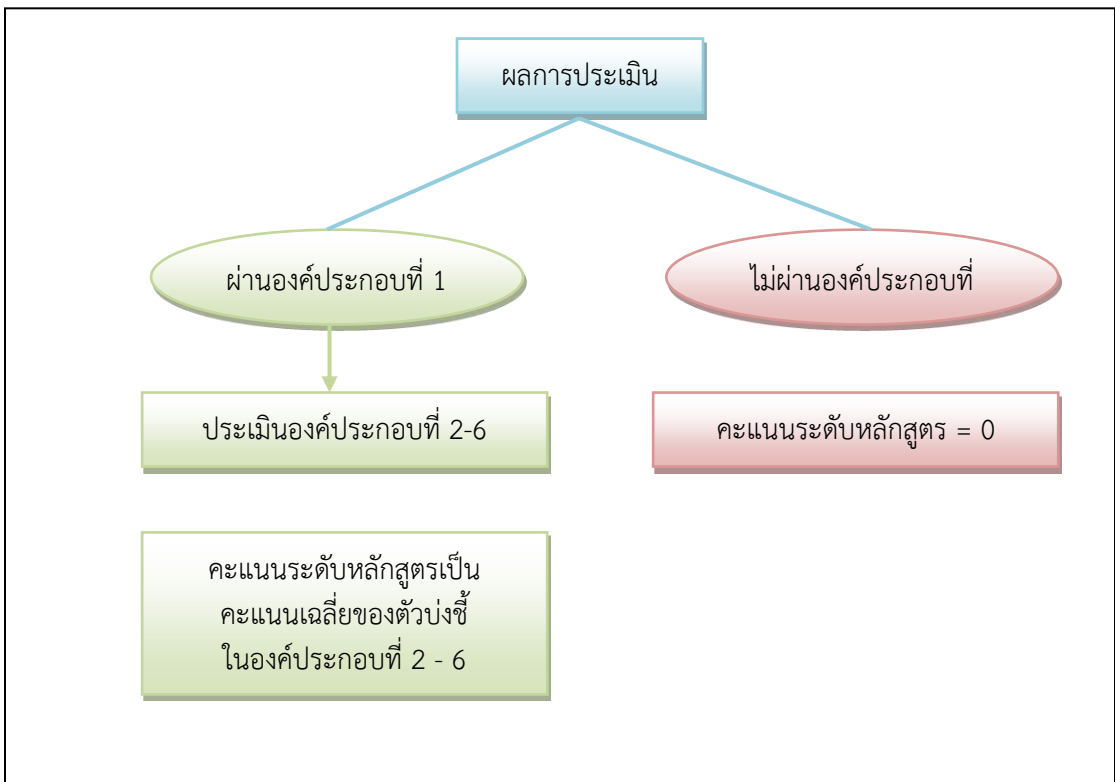 ผลการประเมิน
ผ่านองค์ประกอบที่ 1
ไม่ผ่านองค์ประกอบที่
ประเมินองค์ประกอบที่ 2-6
คะแนนระดับหลักสูตร = 0
คะแนนระดับหลักสูตรเป็น
คะแนนเฉลี่ยของตัวบ่งชี้
ในองค์ประกอบที่ 2 - 6